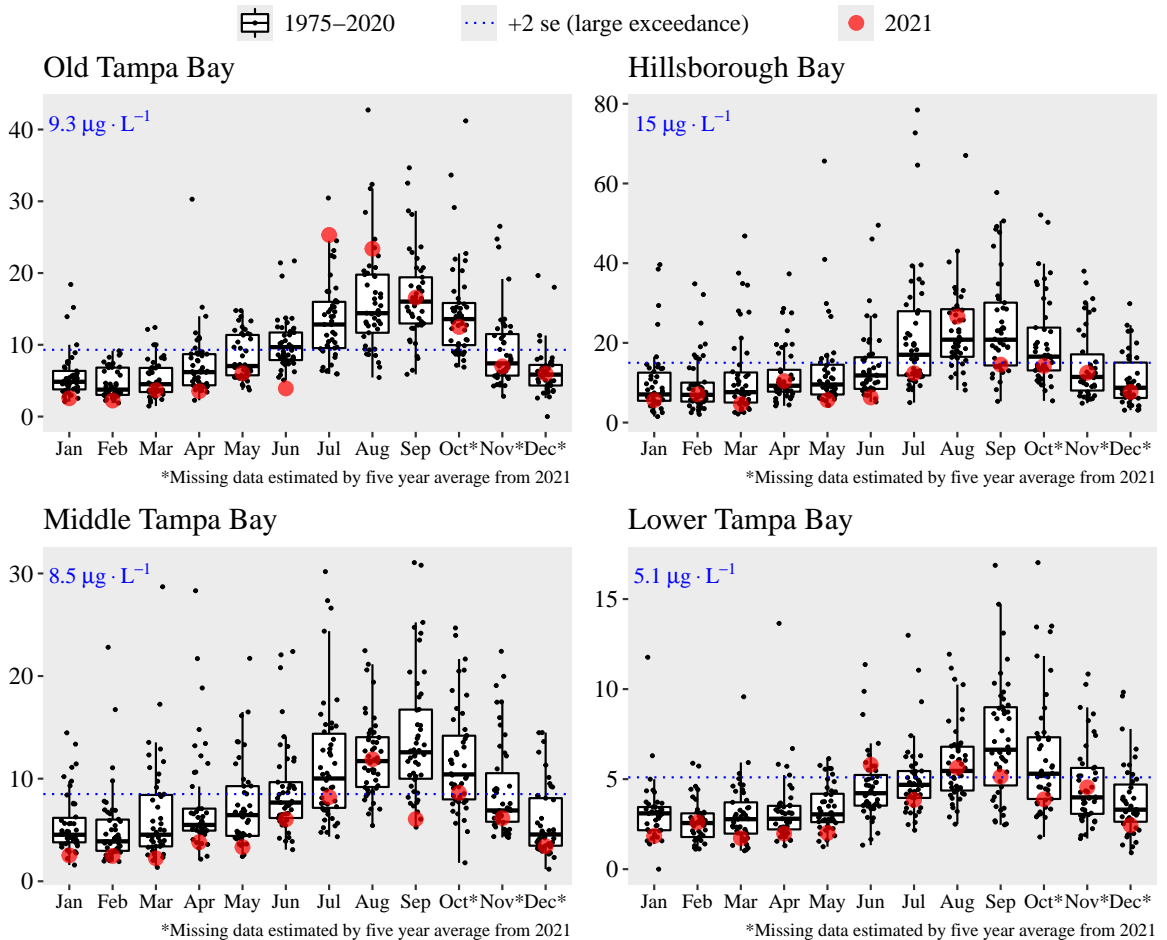 1975–2020 +2 se (large exceedance) 2021
Old Tampa Bay
9.3 µg · L⁻¹
40
30
20
10
0
Jan Feb Mar Apr May Jun Jul Aug Sep Oct* Nov* Dec*
*Missing data estimated by five year average from 2021
Hillsborough Bay
15 µg · L⁻¹
80
60
40
20
0
Jan Feb Mar Apr May Jun Jul Aug Sep Oct* Nov* Dec*
*Missing data estimated by five year average from 2021
Middle Tampa Bay
8.5 µg · L⁻¹
30
20
10
0
Jan Feb Mar Apr May Jun Jul Aug Sep Oct* Nov* Dec*
*Missing data estimated by five year average from 2021
Lower Tampa Bay
5.1 µg · L⁻¹
15
10
5
0
Jan Feb Mar Apr May Jun Jul Aug Sep Oct* Nov* Dec*
*Missing data estimated by five year average from 2021